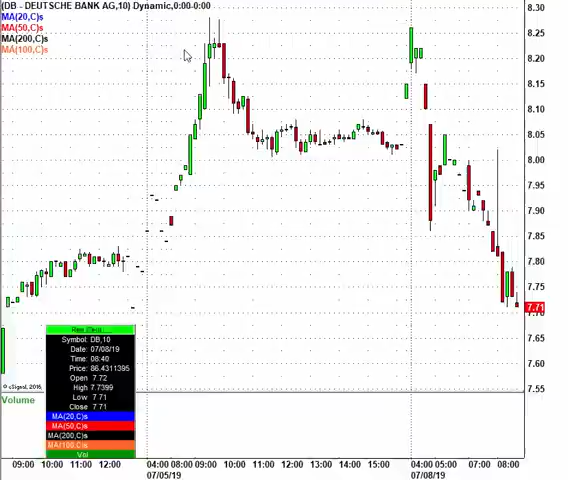 (DB - DEUTSCHE BANK AG,10) Dynamic,0:00-0:00
MA(20,C)s
MA(50,C)s
MA(200,C)s
MA(100,C)s
8.30
8.25
8.20
8.15
8.10
8.05
8.00
7.95
7.90
7.85
7.80
7.75
7.71
7.70
7.65
7.60
7.55
Symbol: DB,10
Date: 07/08/19
Time: 08:40
Price: 86.4311395
Open 7.72
High 7.7399
Low 7.71
Close 7.71
MA(20,C)s
MA(50,C)s
MA(200,C)s
MA(100,C)s
Vol
© eSignal, 2016
Volume
09:00 10:00 11:00 12:00 04:00 08:00 09:00 10:00 11:00 12:00 13:00 14:00 15:00 04:00 05:00 07:00 08:00
07/05/19 07/08/19